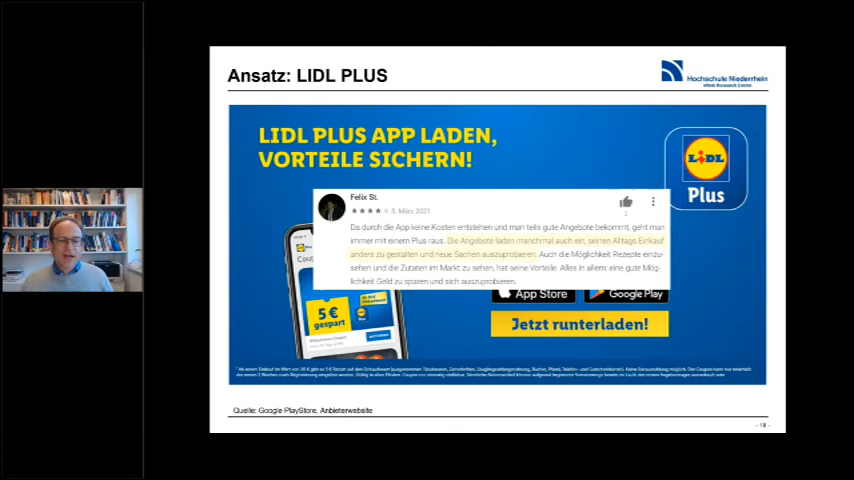 Ansatz: LIDL PLUS
Hochschule Niederrhein
eWeb Research Center
LIDL PLUS APP LADEN,
VORTEILE SICHERN!
LIDL
Plus
Felix St.
5. März 2021
2
Da durch die App keine Kosten entstehen und man teils gute Angebote bekommt, geht man
immer mit einem Plus raus. Die Angebote laden manchmal auch ein, seinen Alltags Einkauf
anders zu gestalten und neue Sachen auszuprobieren. Auch die Möglichkeit Rezepte einzu-
sehen und die Zutaten im Markt zu sehen, hat seine Vorteile. Alles in allem: eine gute Mög-
lichkeit Geld zu sparen und sich auszuprobieren.
Coup
5 €
gespart
App Store
Google Play
Jetzt runterladen!
Quelle: Google PlayStore, Anbieterwebsite
- 18 -